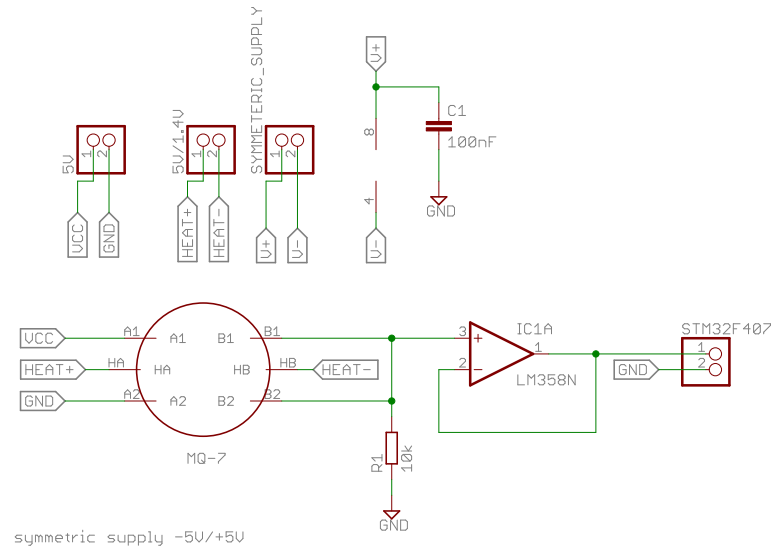 V+
8
C1
100nF
GND
4
V-
5V
1
2
VCC
GND
5V/1.4V
1
2
HEAT+
HEAT-
SYMMETERIC_SUPPLY
1
2
V+
V-
VCC
A1
A1
B1
B1
HEAT+
HA
HA
HB
HB
HEAT-
GND
A2
A2
B2
B2
MQ-7
R1
10k
GND
3
+
2
-
1
IC1A
LM358N
STM32F407
1
2
GND
symmetric supply -5V/+5V